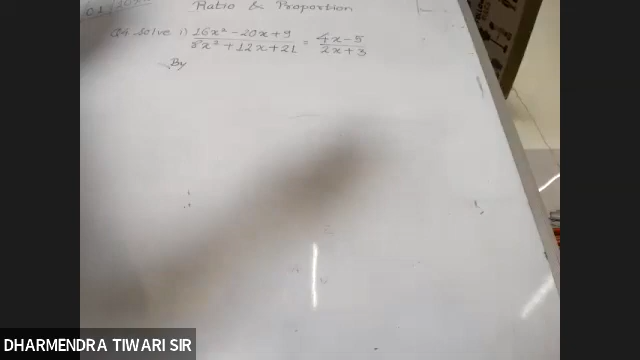 Ratio & Proportion
Q4 Solve i) 16x² - 20x + 9 / 8x² + 12x + 21 = 4x - 5 / 2x + 3
By
DHARMENDRA TIWARI SIR